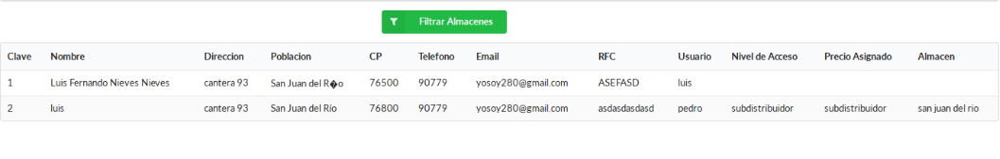 Filtrar Almacenes
Clave Nombre Direccion Poblacion CP Telefono Email RFC Usuario Nivel de Acceso Precio Asignado Almacen
1 Luis Fernando Nieves Nieves cantera 93 San Juan del R�o 76500 90779 yosoy280@gmail.com ASEFASD luis
2 luis cantera 93 San Juan del Río 76800 90779 yosoy280@gmail.com asdasdasdasd pedro subdistribuidor subdistribuidor san juan del rio